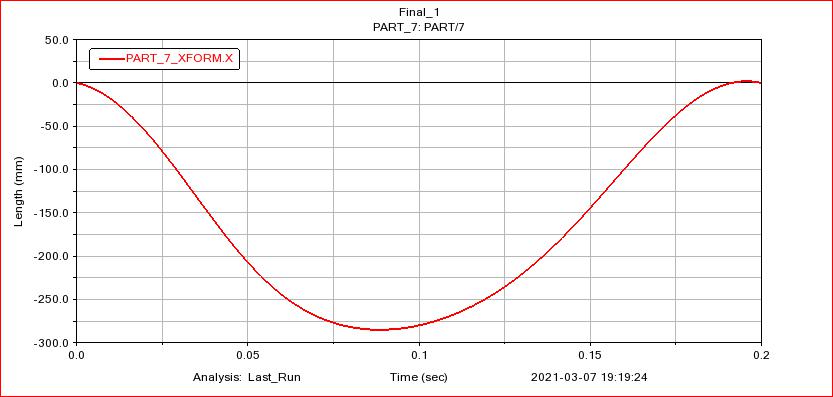 Final_1
PART_7: PART/7
PART_7_XFORM.X
50.0
0.0
-50.0
-100.0
-150.0
-200.0
-250.0
-300.0
Length (mm)
0.0 0.05 0.1 0.15 0.2
Analysis: Last_Run Time (sec) 2021-03-07 19:19:24